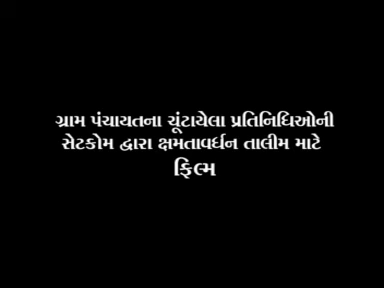 ગ્રામ પંચાયતના ચૂંટાયેલા પ્રતિનિધિઓની
સેટકોમ દ્વારા ક્ષમતાવર્ધન તાલીમ માટે
ફિલ્મ